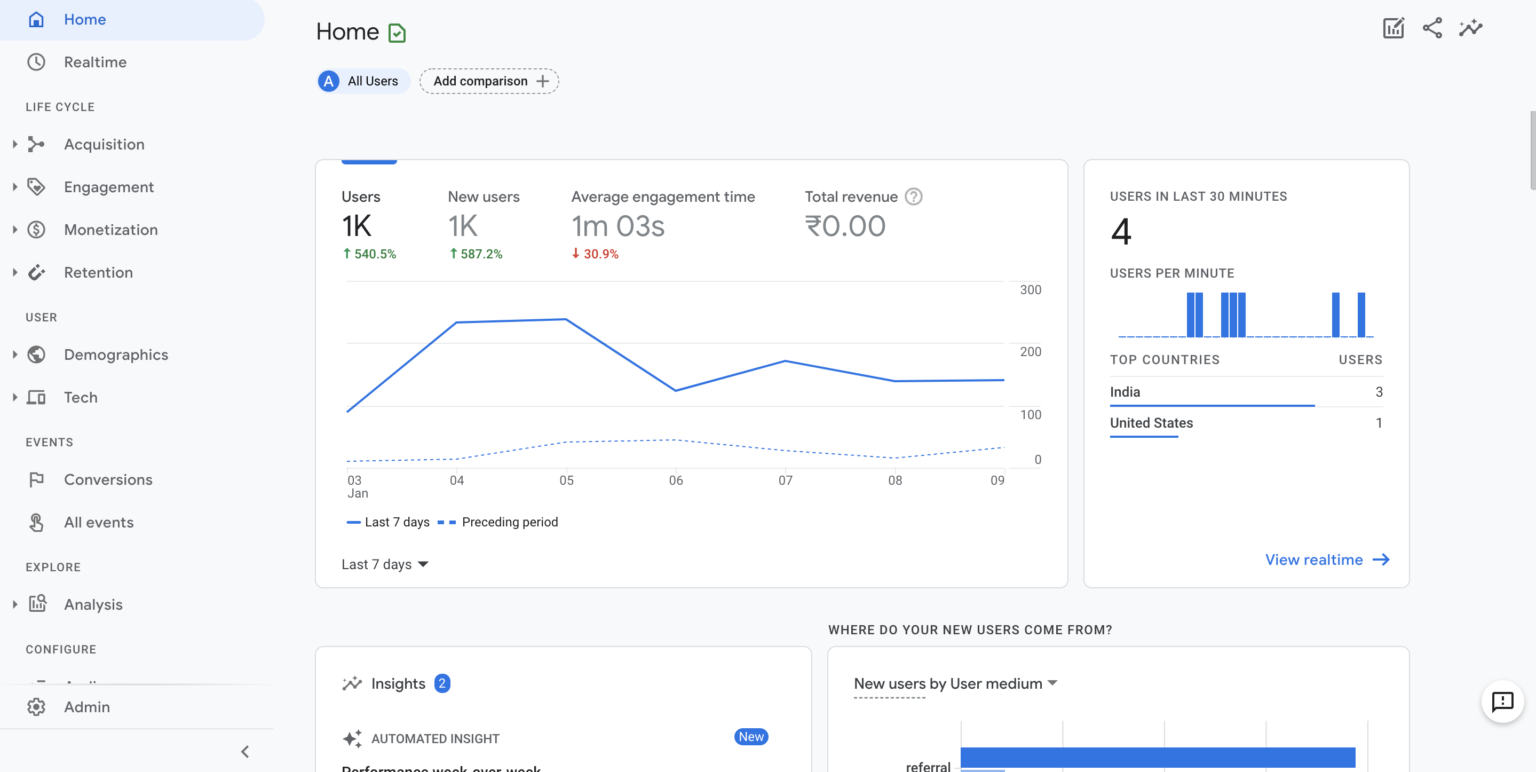 Home
Realtime
LIFE CYCLE
Acquisition
Engagement
Monetization
Retention
USER
Demographics
Tech
EVENTS
Conversions
All events
EXPLORE
Analysis
CONFIGURE
Admin
Home
A All Users
Add comparison
Users
1K
540.5%
New users
1K
587.2%
Average engagement time
1m 03s
30.9%
Total revenue
₹0.00
300
200
100
0
03 04 05 06 07 08 09
Jan
Last 7 days Preceding period
Last 7 days
USERS IN LAST 30 MINUTES
4
USERS PER MINUTE
TOP COUNTRIES USERS
India 3
United States 1
View realtime
Insights 2
AUTOMATED INSIGHT New
Performance week-over-week
WHERE DO YOUR NEW USERS COME FROM?
New users by User medium
referral